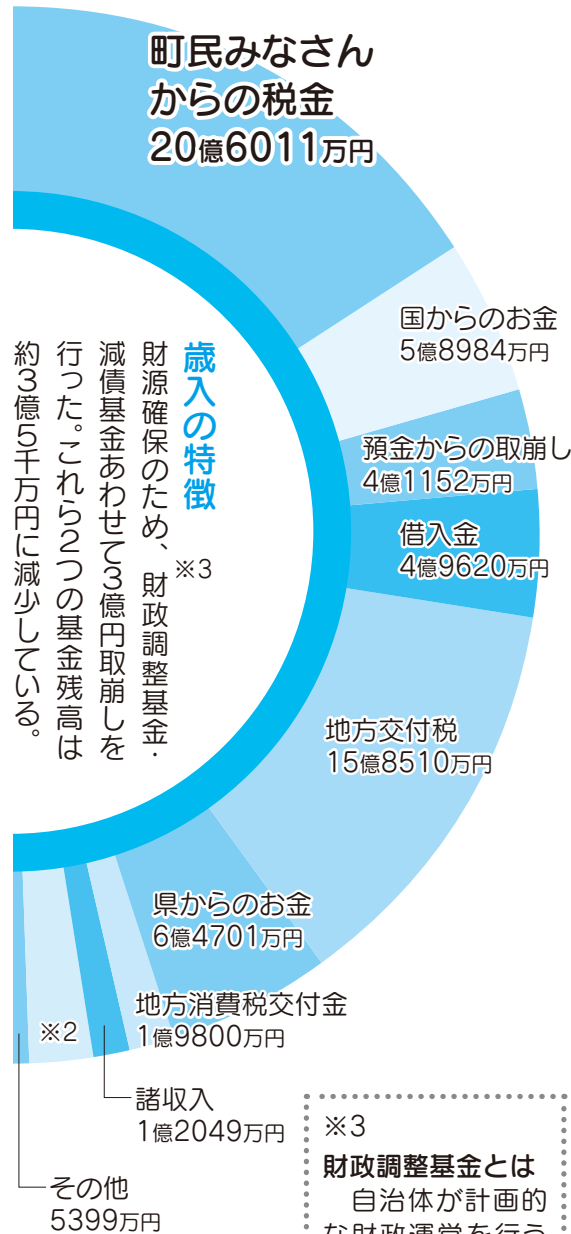 町民みなさん
からの税金
20億6011万円
国からのお金
5億8984万円
預金からの取崩し
4億1152万円
借入金
4億9620万円
地方交付税
15億8510万円
県からのお金
6億4701万円
地方消費税交付金
1億9800万円
※2
諸収入
1億2049万円
その他
5399万円
歳入の特徴
財源確保のため、財政調整基金・
※3
減債基金あわせて3億円取崩しを
行った。これら2つの基金残高は
約3億5千万円に減少している。
※3
財政調整基金とは
自治体が計画的
な財政運営を行う